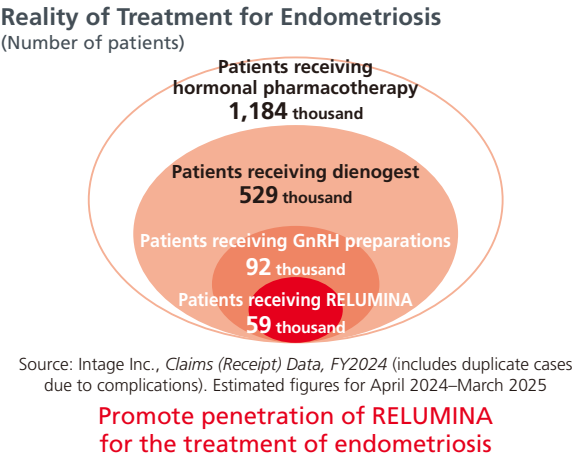 Reality of Treatment for Endometriosis
(Number of patients)
Patients receiving
hormonal pharmacotherapy
1,184 thousand
Patients receiving dienogest
529 thousand
Patients receiving GnRH preparations
92 thousand
Patients receiving RELUMINA
59 thousand
Source: Intage Inc., Claims (Receipt) Data, FY2024 (includes duplicate cases
due to complications). Estimated figures for April 2024–March 2025
Promote penetration of RELUMINA
for the treatment of endometriosis